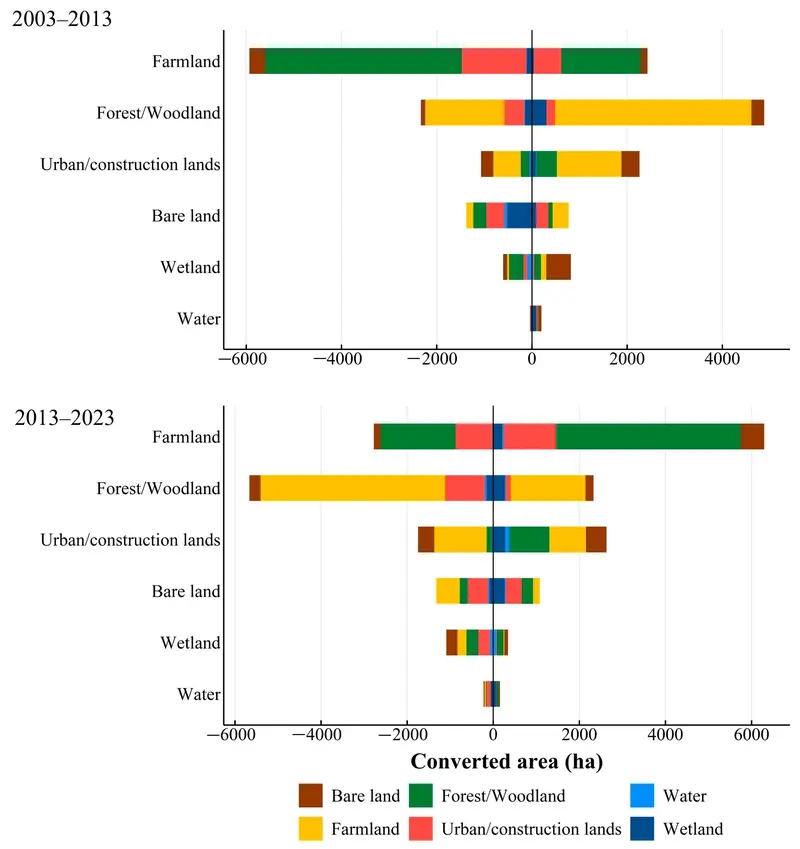 2003–2013
Farmland
Forest/Woodland
Urban/construction lands
Bare land
Wetland
Water
−6000 −4000 −2000 0 2000 4000
2013–2023
Farmland
Forest/Woodland
Urban/construction lands
Bare land
Wetland
Water
−6000 −4000 −2000 0 2000 4000 6000
Converted area (ha)
Bare land Forest/Woodland Water
Farmland Urban/construction lands Wetland